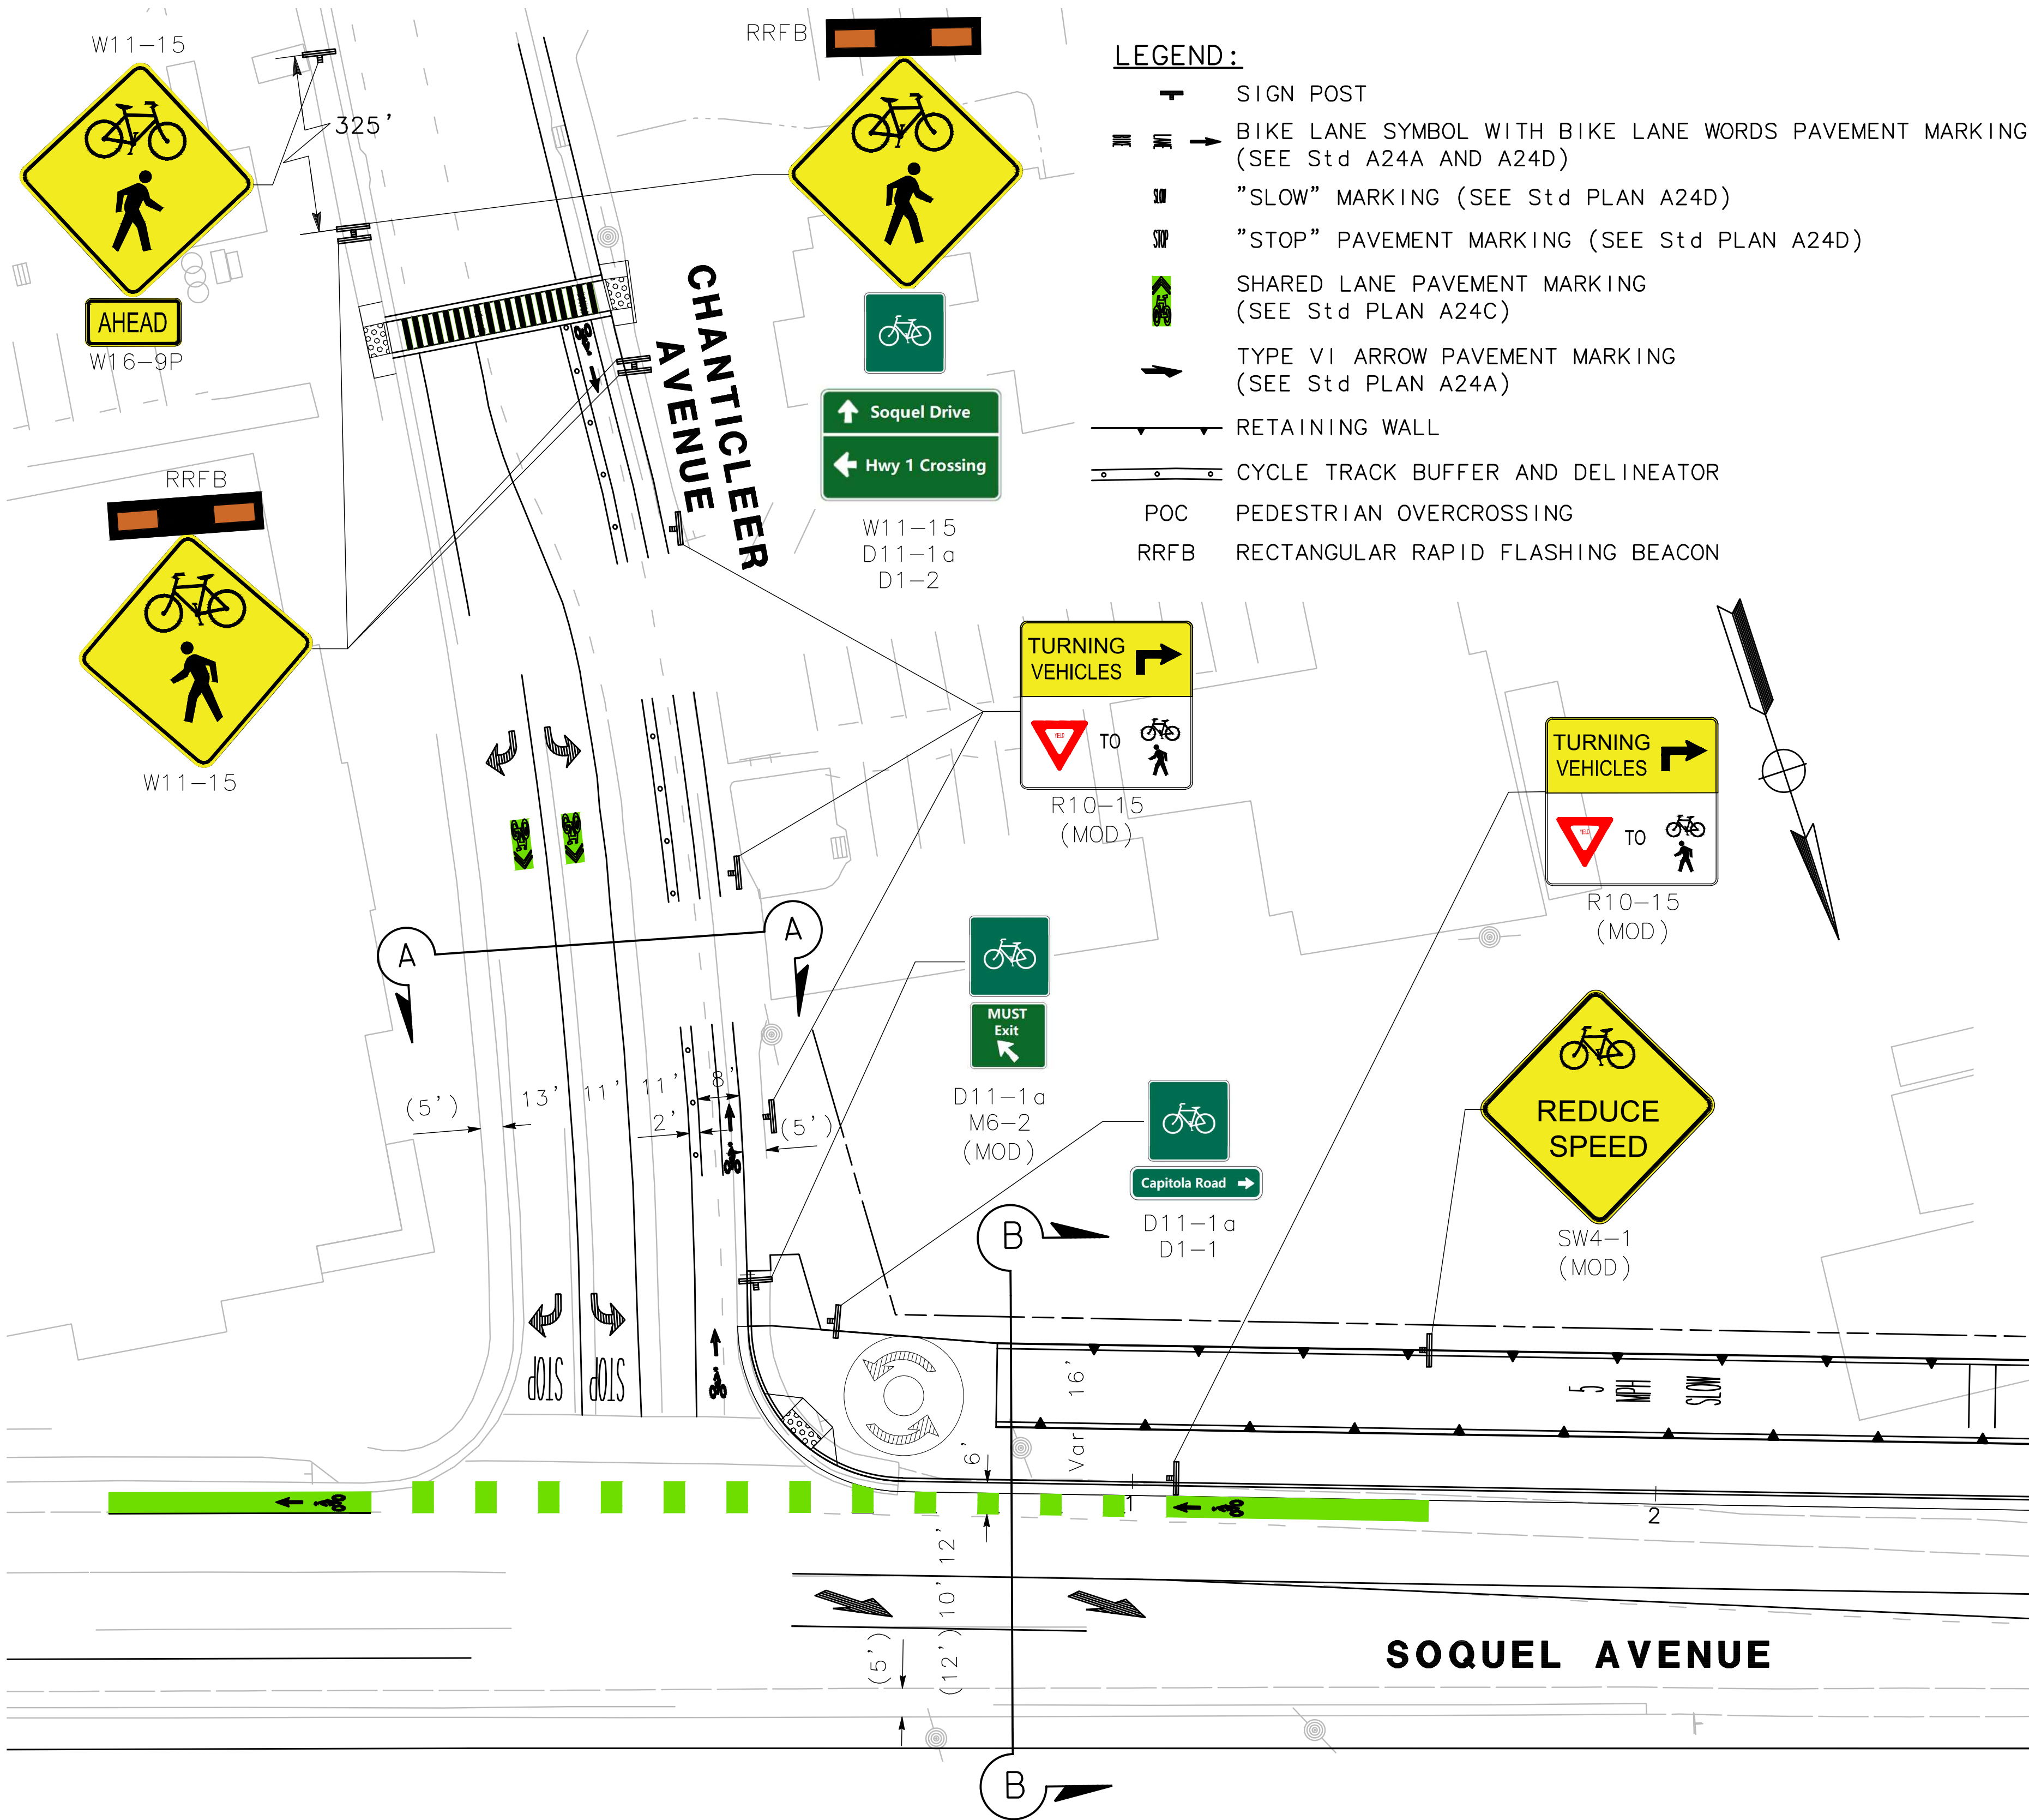 W11-15
AHEAD
W16-9P
325'
RRFB
Soquel Drive
Hwy 1 Crossing
W11-15
D11-1a
D1-2
CHANTICLEER
AVENUE
LEGEND:
SIGN POST
BIKE LANE SYMBOL WITH BIKE LANE WORDS PAVEMENT MARKING
(SEE Std A24A AND A24D)
SLOW
"SLOW" MARKING (SEE Std PLAN A24D)
STOP
"STOP" PAVEMENT MARKING (SEE Std PLAN A24D)
SHARED LANE PAVEMENT MARKING
(SEE Std PLAN A24C)
TYPE VI ARROW PAVEMENT MARKING
(SEE Std PLAN A24A)
RETAINING WALL
CYCLE TRACK BUFFER AND DELINEATOR
POC PEDESTRIAN OVERCROSSING
RRFB RECTANGULAR RAPID FLASHING BEACON
RRFB
W11-15
TURNING
VEHICLES
YIELD
TO
R10-15
(MOD)
TURNING
VEHICLES
YIELD
TO
R10-15
(MOD)
A
A
MUST
Exit
D11-1a
M6-2
(MOD)
Capitola Road
D11-1a
D1-1
REDUCE
SPEED
SW4-1
(MOD)
(5')
13'
11'
11'
8'
2'
(5')
B
STOP
STOP
Var 16'
6'
5
MPH
SLOW
1
2
12'
10'
(12')
(5')
SOQUEL AVENUE
B